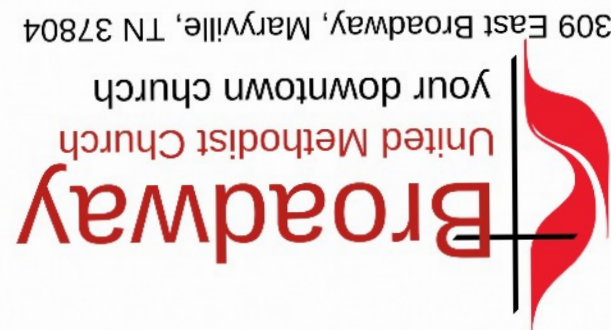 Broadway
United Methodist Church
your downtown church
309 East Broadway, Maryville, TN 37804